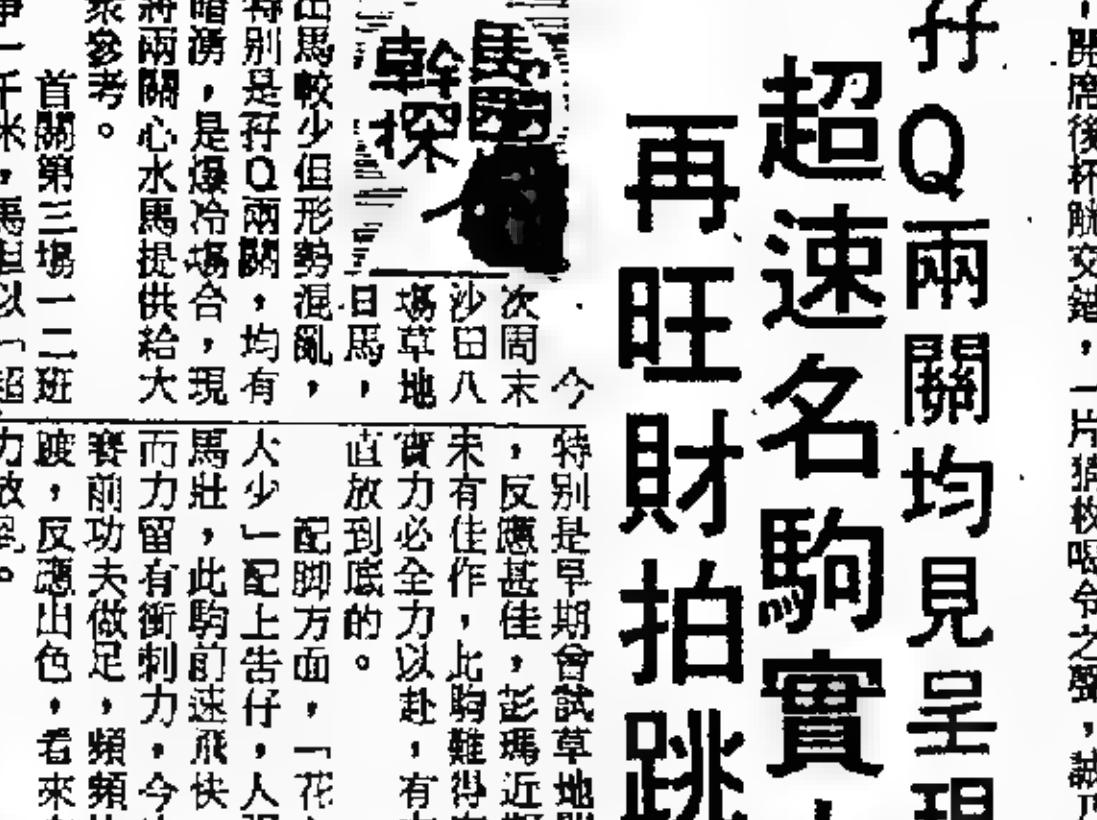 開席後杯觥交錯，一片猜枚喝令之聲，誠乃
孖Q兩關均見呈現
超速名駒實
再旺財拍跳
馬圈
幹探
今
次周末
沙田八
場草地
日馬，
出馬較少但形勢混亂，
特別是孖Q兩關，均有
暗湧，是爆冷場合，現
將兩關心水馬提供給大
眾參考。
首關第三場一二班
爭一千米，馬但以「超
特別是早期會試草地
，反應甚佳，彭瑪近
未有佳作，此駒難得
實力必全力以赴，有
直放到底的。
配脚方面，「花
大少」配上告仔，人
馬壯，此駒前速飛快
而力留有衝刺力，今
賽前功夫做足，頻頻
踱，反應出色，看來
力放